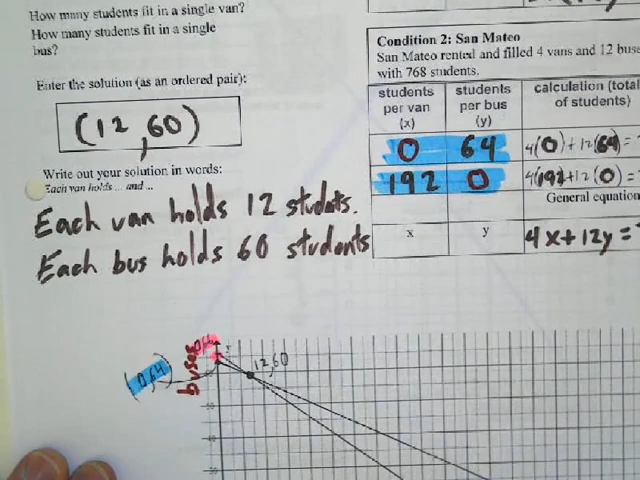 How many students fit in a single van?
How many students fit in a single
bus?
Enter the solution (as an ordered pair):
(12,60)
Write out your solution in words:
Each van holds ... and ...
Each van holds 12 studnts.
Each bus holds 60 students
Condition 2: San Mateo
San Mateo rented and filled 4 vans and 12 buse
with 768 students.
students per van (x) students per bus (y) calculation (total of students)
0 64 4(0)+12(64)=
192 0 4(192)+12(0)=
General equation
x y 4x+12y=
(0,64) buses 12,60